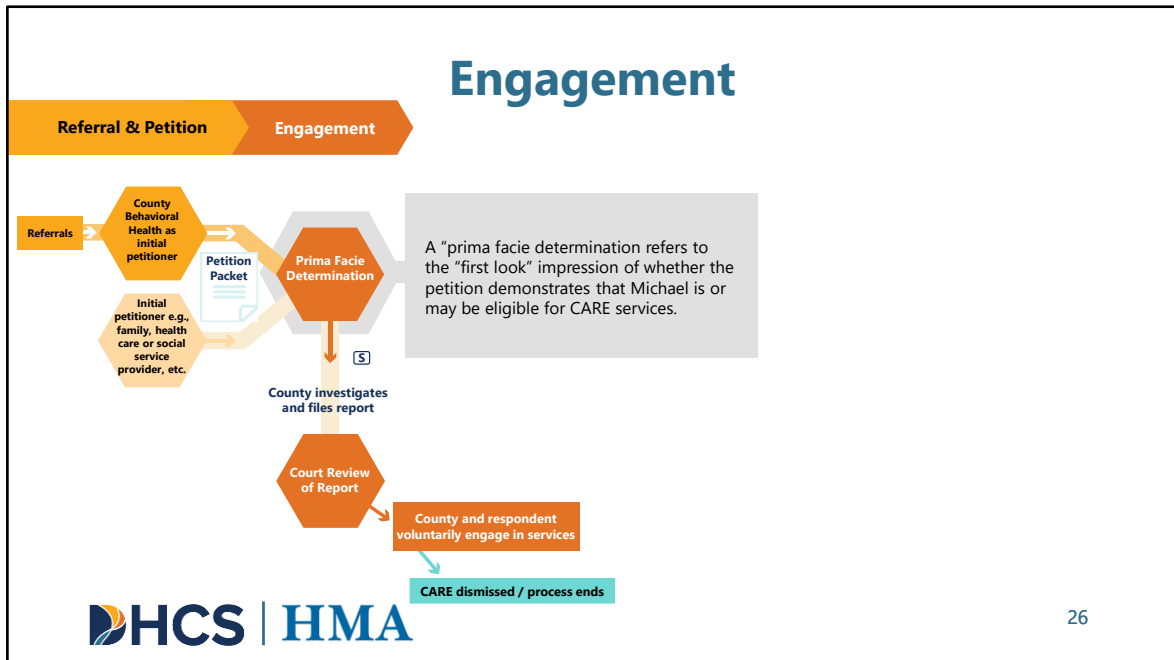 Engagement
Referral & Petition
Engagement
Referrals
County
Behavioral
Health as
initial
petitioner
Petition
Packet
Initial
petitioner e.g.,
family, health
care or social
service
provider, etc.
Prima Facie
Determination
A “prima facie determination refers to
the “first look” impression of whether the
petition demonstrates that Michael is or
may be eligible for CARE services.
S
County investigates
and files report
Court Review
of Report
County and respondent
voluntarily engage in services
CARE dismissed / process ends
DHCS | HMA
26